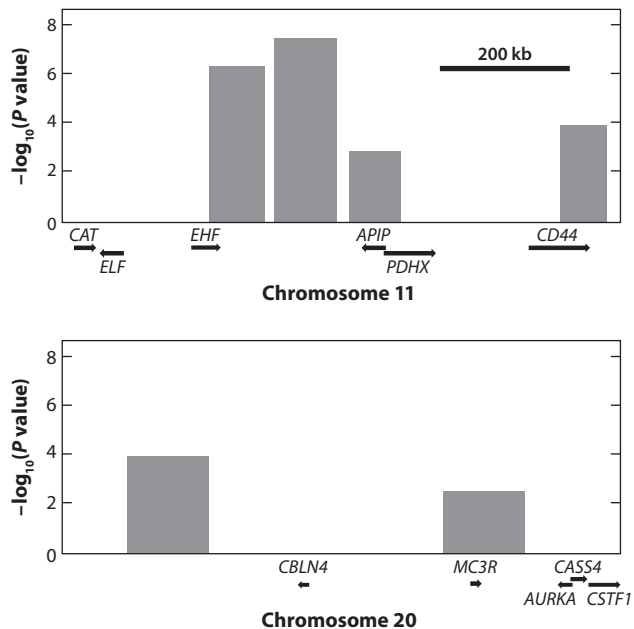 8
200 kb
6
4
2
0
−log₁₀(P value)
CAT EHF APIP CD44
ELF PDHX
Chromosome 11
8
6
4
2
0
−log₁₀(P value)
CBLN4 MC3R CASS4
AURKA CSTF1
Chromosome 20